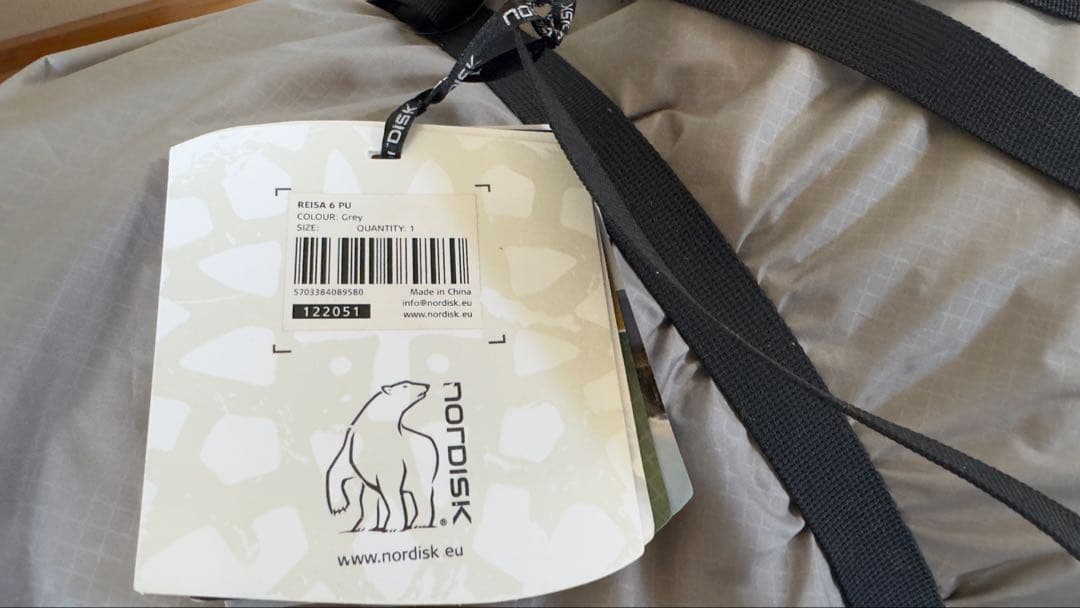 REISA 6 PU
COLOUR: Grey
SIZE: QUANTITY: 1
5703384089580 Made in China
info@nordisk.eu
122051 www.nordisk.eu
NORDISK®
www.nordisk.eu